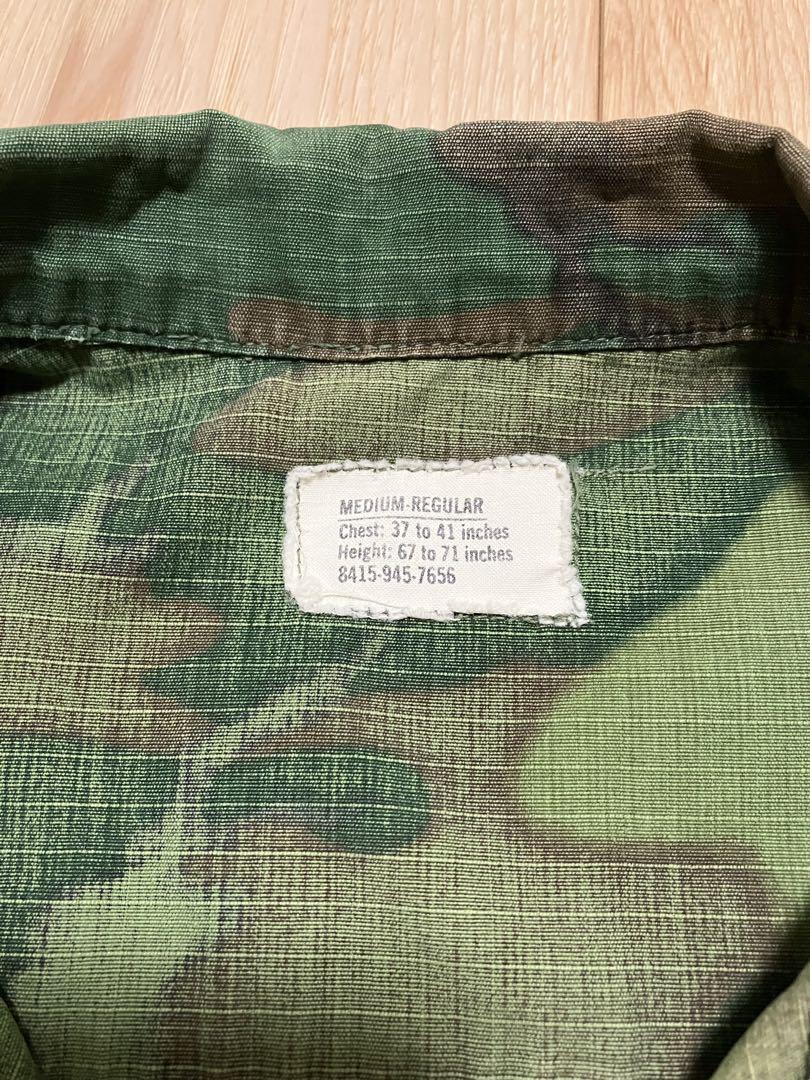 MEDIUM-REGULAR
Chest: 37 to 41 inches
Height: 67 to 71 inches
8415-945-7656